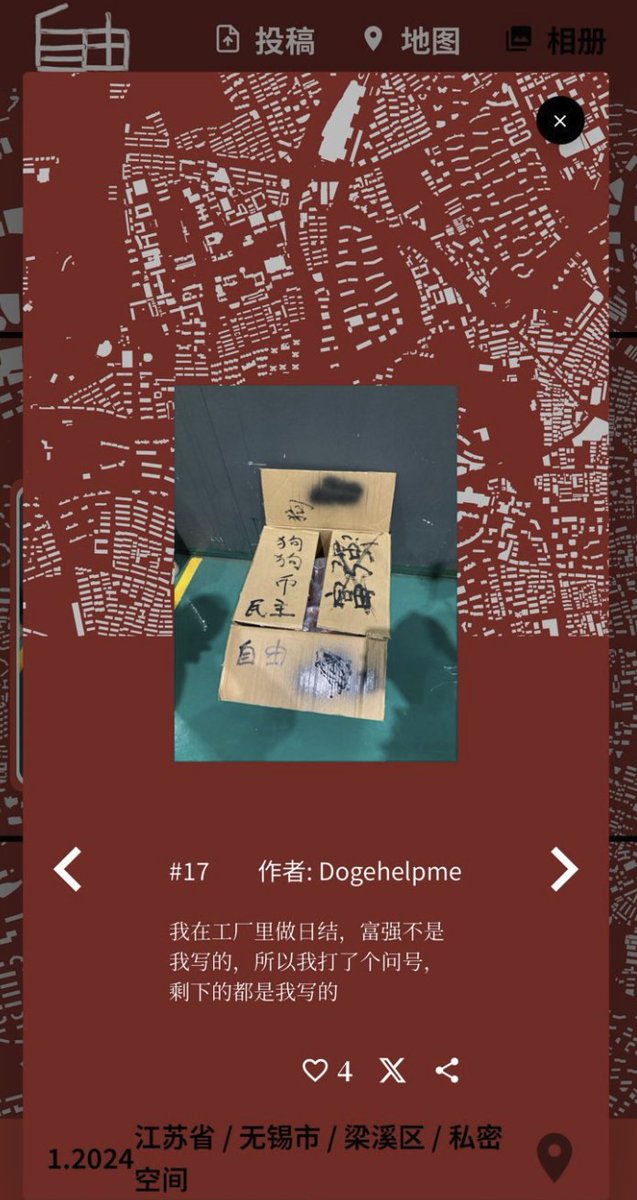 自由
投稿
地图
相册
狗
狗狗币
民主
富强
自由
#17
作者: Dogehelpme
我在工厂里做日结，富强不是
我写的，所以我打了个问号，
剩下的都是我写的
4
1.2024
江苏省 / 无锡市 / 梁溪区 / 私密
空间